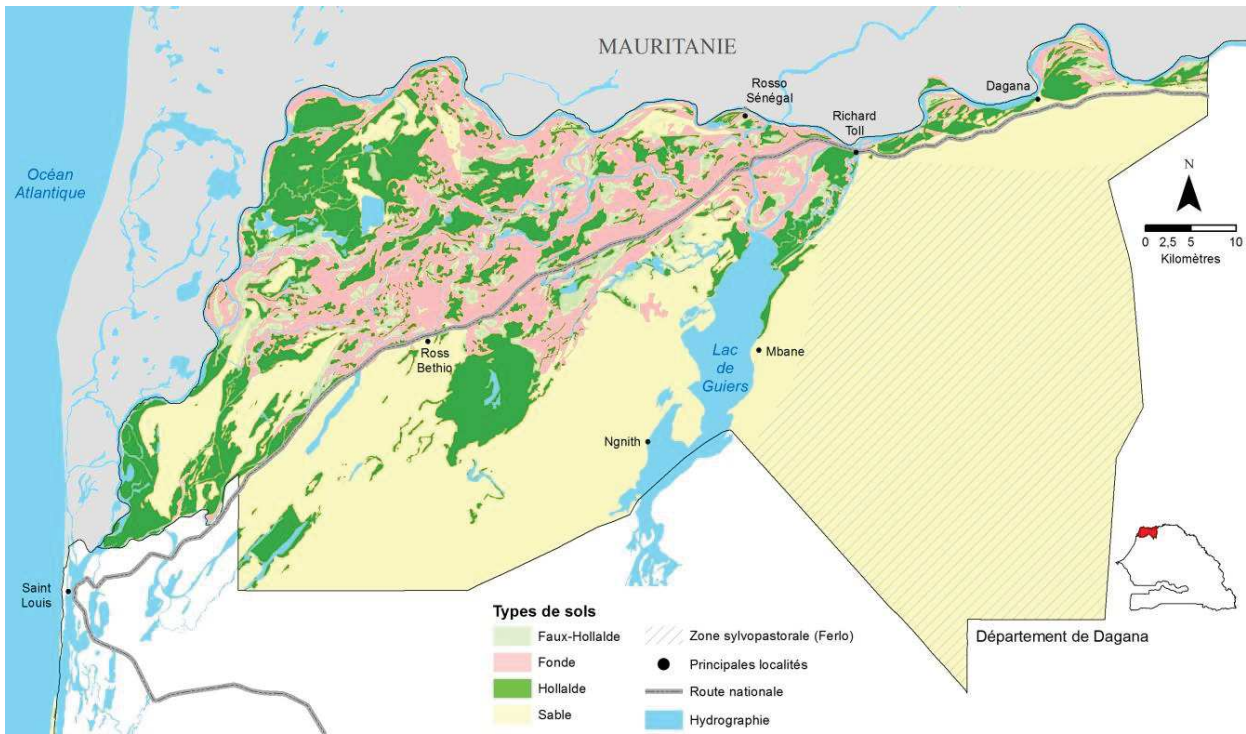 MAURITANIE
Océan
Atlantique
Rosso
Sénégal
Richard
Toll
Dagana
N
0 2,5 5 10
Kilomètres
Ross
Bethio
Lac
de
Guiers
Mbane
Ngnith
Saint
Louis
Types de sols
Faux-Hollalde
Fonde
Hollalde
Sable
Zone sylvopastorale (Ferlo)
Principales localités
Route nationale
Hydrographie
Département de Dagana